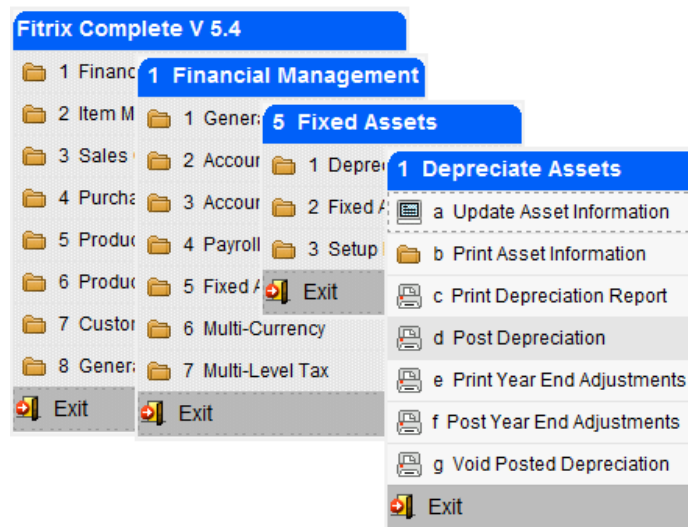 Fitrix Complete V 5.4
1 Financ
2 Item M
3 Sales
4 Purcha
5 Produc
6 Produc
7 Custor
8 Genera
Exit
1 Financial Management
1 Genera
2 Accour
3 Accour
4 Payroll
5 Fixed A
6 Multi-Currency
7 Multi-Level Tax
Exit
5 Fixed Assets
1 Depre
2 Fixed A
3 Setup
Exit
1 Depreciate Assets
a Update Asset Information
b Print Asset Information
c Print Depreciation Report
d Post Depreciation
e Print Year End Adjustments
f Post Year End Adjustments
g Void Posted Depreciation
Exit